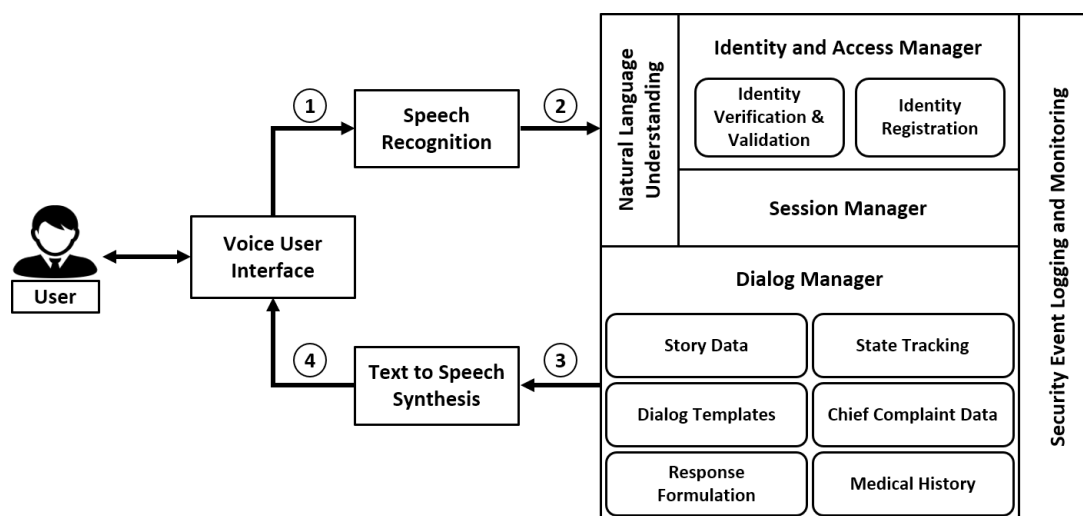 User
Voice User
Interface
1
Speech
Recognition
2
3
Text to Speech
Synthesis
4
Natural Language
Understanding
Identity and Access Manager
Identity
Verification &
Validation
Identity
Registration
Session Manager
Dialog Manager
Story Data
State Tracking
Dialog Templates
Chief Complaint Data
Response
Formulation
Medical History
Security Event Logging and Monitoring